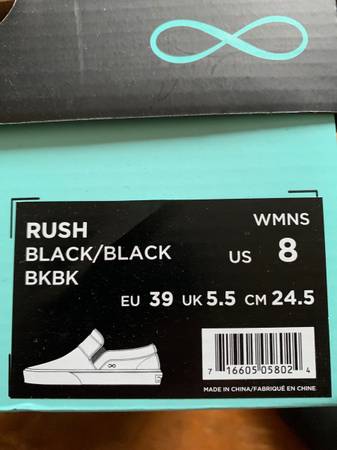 RUSH
BLACK/BLACK
BKBK
WMNS
US 8
EU 39 UK 5.5 CM 24.5
7 16605 05802 4
MADE IN CHINA/FABRIQUÉ EN CHINE